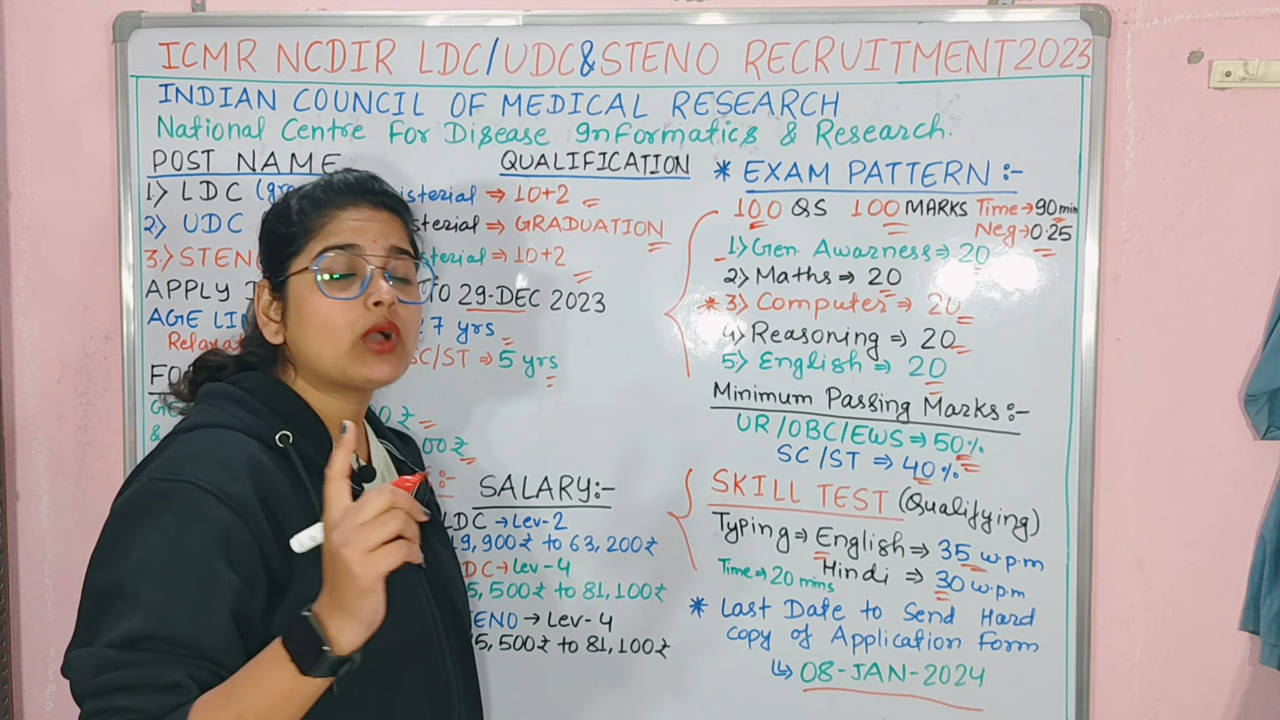 ICMR NCDIR LDC/UDC&STENO RECRUITMENT2023
INDIAN COUNCIL OF MEDICAL RESEARCH
National Centre For Disease Informatics & Research.
POST NAME
QUALIFICATION
1) LDC isterial ⇒ 10+2
2) UDC sterial ⇒ GRADUATION
3.) STEN sterial ⇒ 10+2
APPLY TO 29-DEC 2023
AGE LI 27 yrs
Relaxat SC/ST ⇒ 5 yrs
FO
GE 0₹
& 00₹
SALARY:-
LDC → Lev-2
19,900₹ to 63,200₹
DC → Lev-4
5,500₹ to 81,100₹
ENO → Lev-4
5,500₹ to 81,100₹
* EXAM PATTERN :-
100 QS 100 MARKS Time → 90 min
Neg → 0.25
1) Gen Awarness ⇒ 20
2) Maths ⇒ 20
* 3) Computer ⇒ 20
4) Reasoning ⇒ 20
5) English ⇒ 20
Minimum Passing Marks :-
UR/OBC/EWS ⇒ 50%
SC/ST ⇒ 40%
SKILL TEST (Qualifying)
Typing ⇒ English ⇒ 35 w.p.m
Time ⇒ 20 mins Hindi ⇒ 30 w.p.m
* Last Date to Send Hard
copy of Application Form
↳ 08-JAN-2024